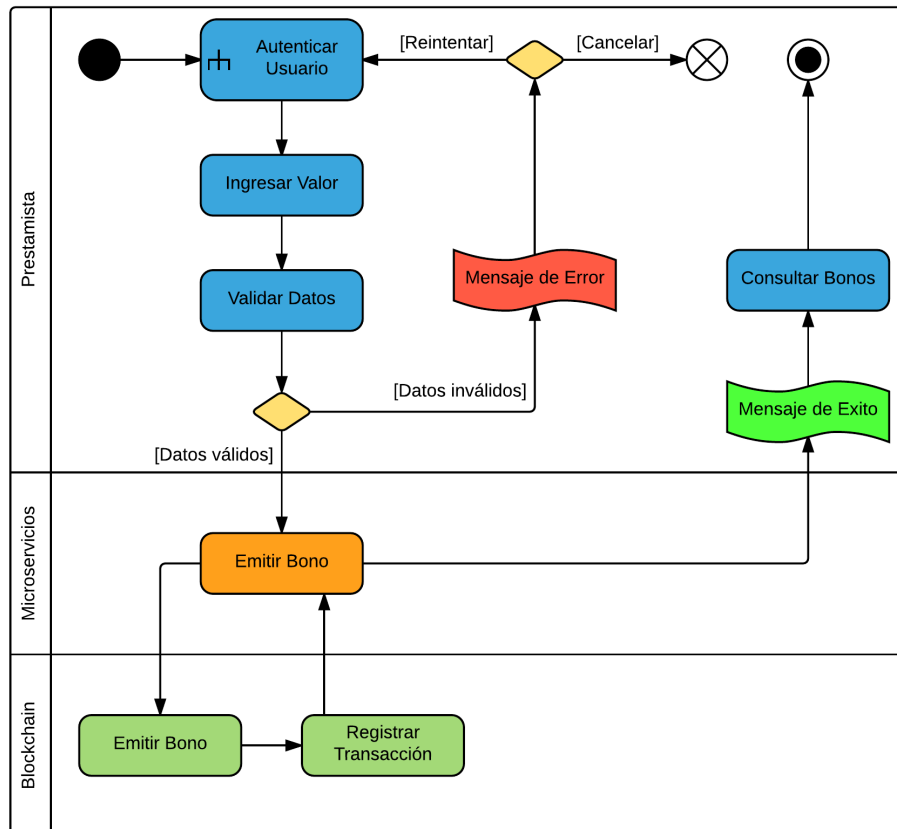 Prestamista
Autenticar
Usuario
[Reintentar]
[Cancelar]
Ingresar Valor
Validar Datos
Mensaje de Error
Consultar Bonos
[Datos inválidos]
Mensaje de Exito
[Datos válidos]
Microservicios
Emitir Bono
Blockchain
Emitir Bono
Registrar
Transacción